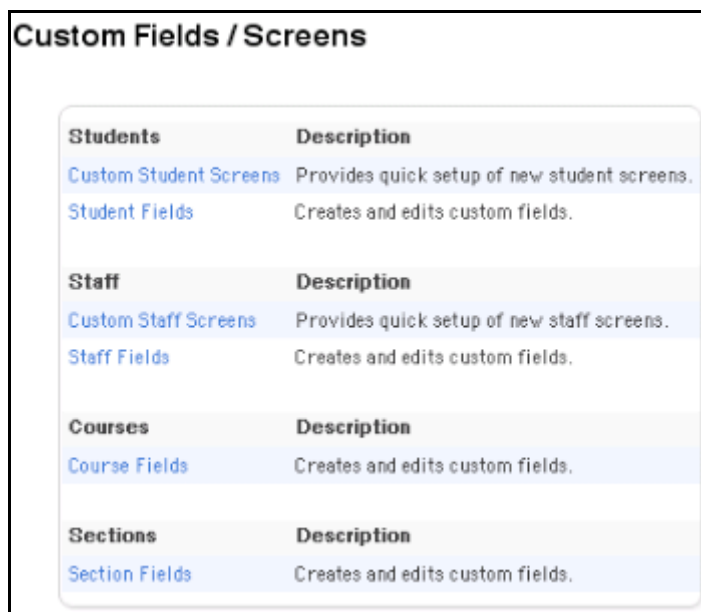 Custom Fields / Screens
Students Description
Custom Student Screens Provides quick setup of new student screens.
Student Fields Creates and edits custom fields.
Staff Description
Custom Staff Screens Provides quick setup of new staff screens.
Staff Fields Creates and edits custom fields.
Courses Description
Course Fields Creates and edits custom fields.
Sections Description
Section Fields Creates and edits custom fields.